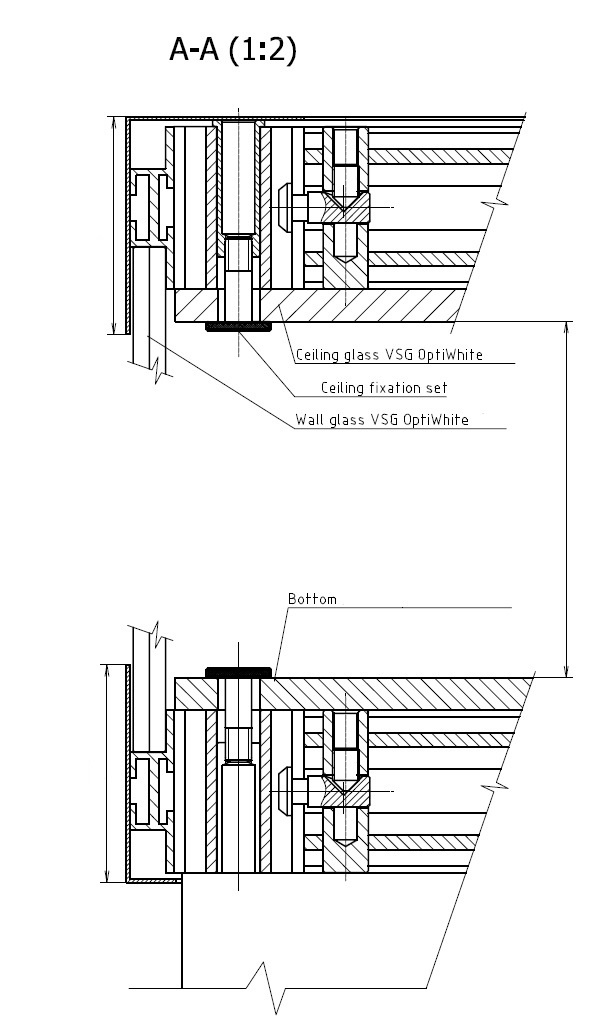 A-A (1:2)
Ceiling glass VSG OptiWhite
Ceiling fixation set
Wall glass VSG OptiWhite
Bottom